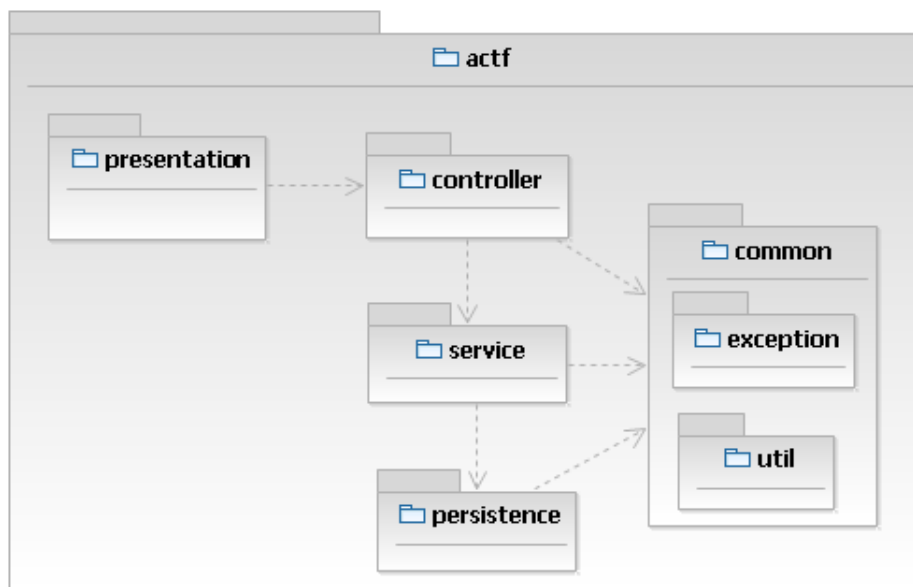 actf
presentation
controller
common
exception
service
util
persistence